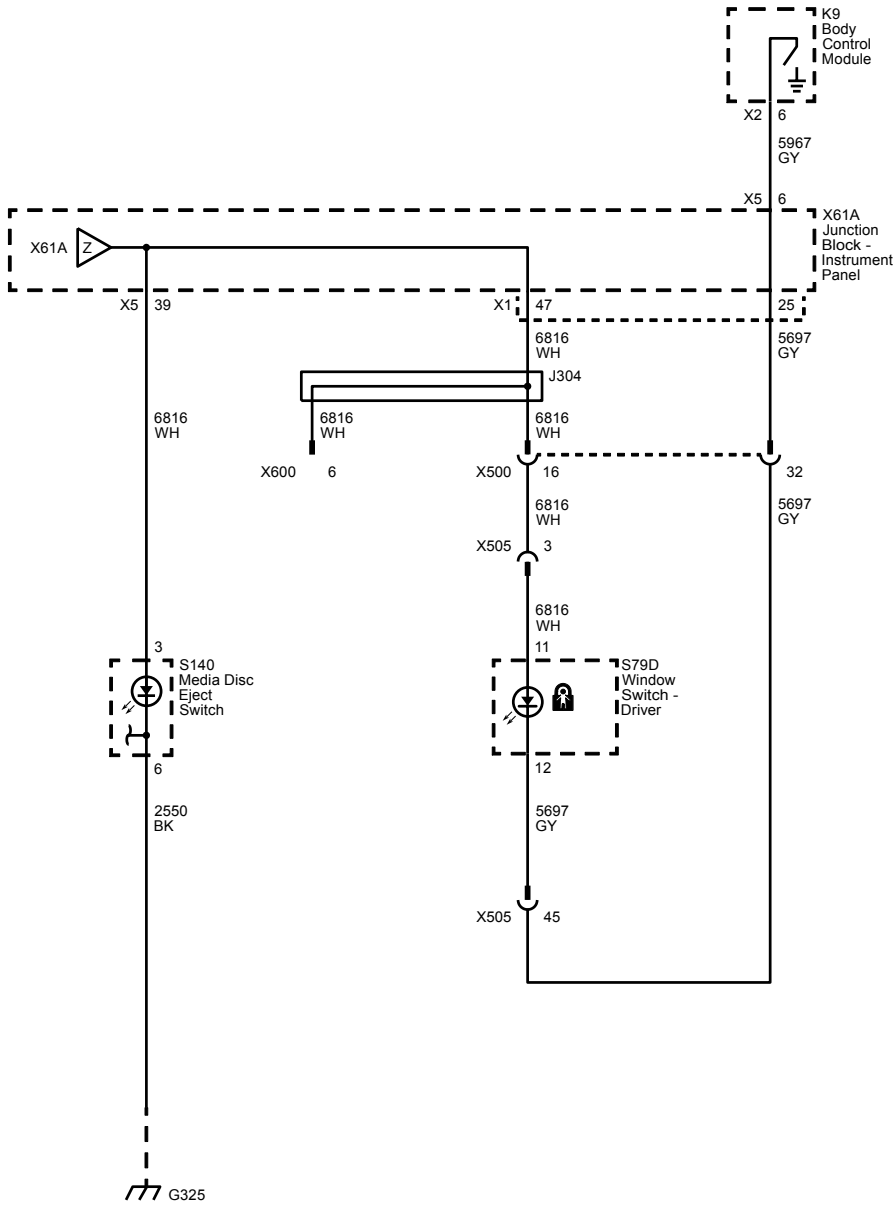 K9
Body
Control
Module
X2 6
5967
GY
X5 6
X61A
Junction
Block -
Instrument
Panel
X61A Z
X5 39
X1 47
25
6816
WH
5697
GY
J304
6816
WH
6816
WH
6816
WH
X600 6
X500 16
32
6816
WH
5697
GY
X505 3
6816
WH
3
11
S140
Media Disc
Eject
Switch
S79D
Window
Switch -
Driver
6
12
2550
BK
5697
GY
X505 45
G325